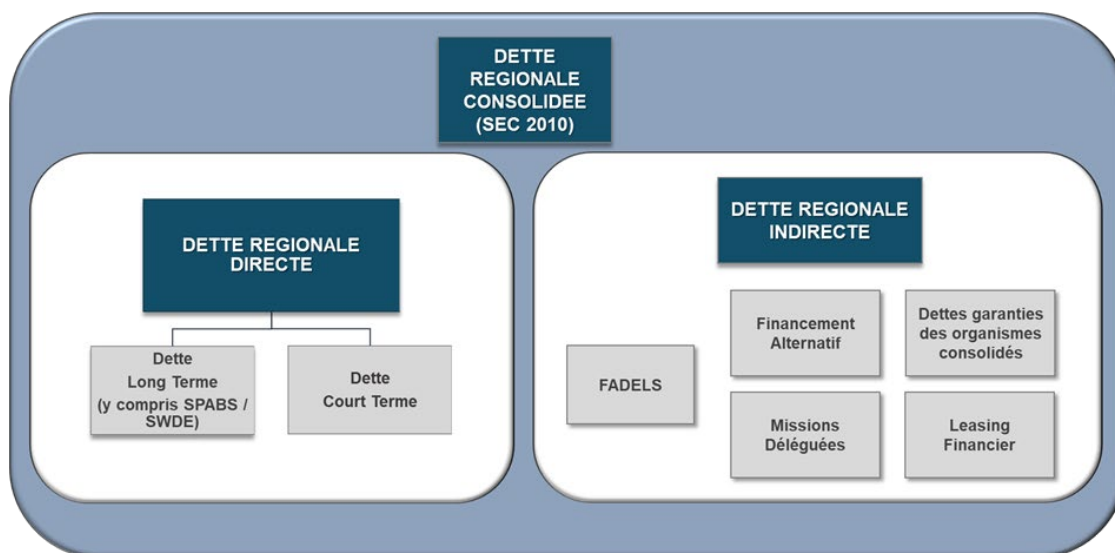 DETTE
REGIONALE
CONSOLIDEE
(SEC 2010)
DETTE REGIONALE
DIRECTE
Dette
Long Terme
(y compris SPABS /
SWDE)
Dette
Court Terme
DETTE REGIONALE
INDIRECTE
FADELS
Financement
Alternatif
Dettes garanties
des organismes
consolidés
Missions
Déléguées
Leasing
Financier